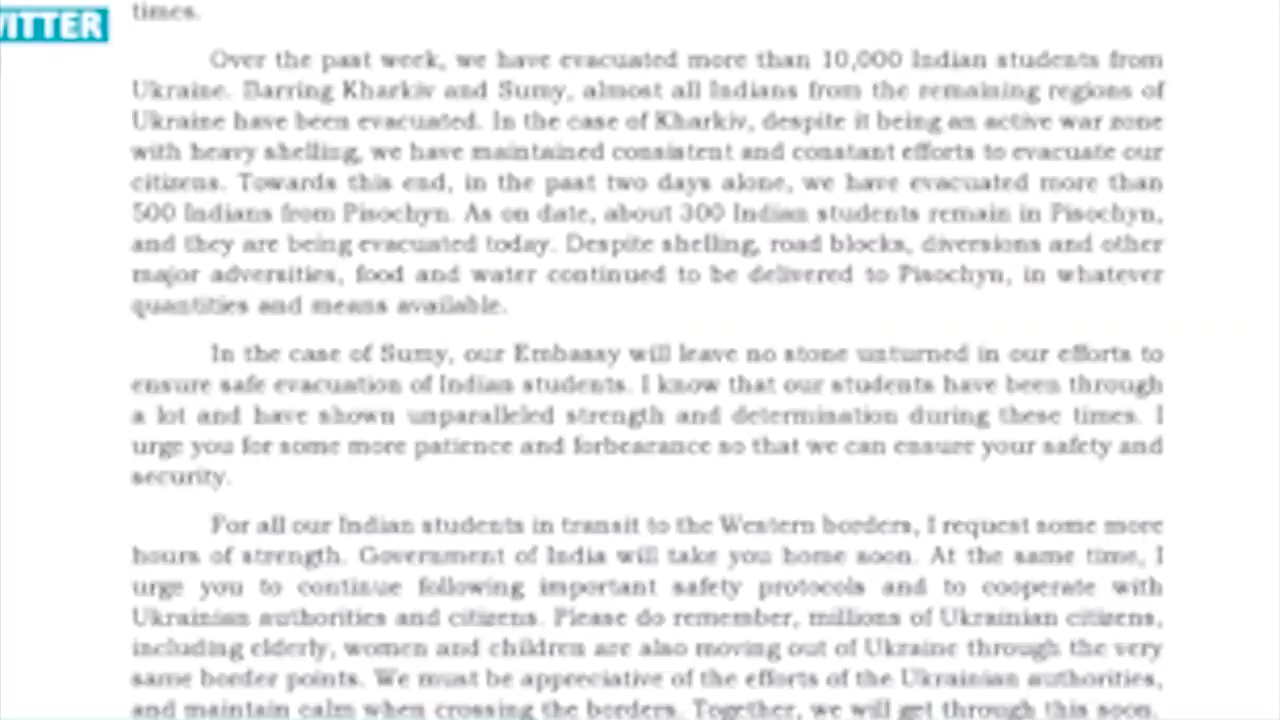 WITTER
times.
Over the past week, we have evacuated more than 10,000 Indian students from
Ukraine. Barring Kharkiv and Sumy, almost all Indians from the remaining regions of
Ukraine have been evacuated. In the case of Kharkiv, despite it being an active war zone
with heavy shelling, we have maintained consistent and constant efforts to evacuate our
citizens. Towards this end, in the past two days alone, we have evacuated more than
500 Indians from Pisochyn. As on date, about 300 Indian students remain in Pisochyn,
and they are being evacuated today. Despite shelling, road blocks, diversions and other
major adversities, food and water continued to be delivered to Pisochyn, in whatever
quantities and means available.
In the case of Sumy, our Embassy will leave no stone unturned in our efforts to
ensure safe evacuation of Indian students. I know that our students have been through
a lot and have shown unparalleled strength and determination during these times. I
urge you for some more patience and forbearance so that we can ensure your safety and
security.
For all our Indian students in transit to the Western borders, I request some more
hours of strength. Government of India will take you home soon. At the same time, I
urge you to continue following important safety protocols and to cooperate with
Ukrainian authorities and citizens. Please do remember, millions of Ukrainian citizens,
including elderly, women and children are also moving out of Ukraine through the very
same border points. We must be appreciative of the efforts of the Ukrainian authorities,
and maintain calm when crossing the borders. Together, we will get through this soon.